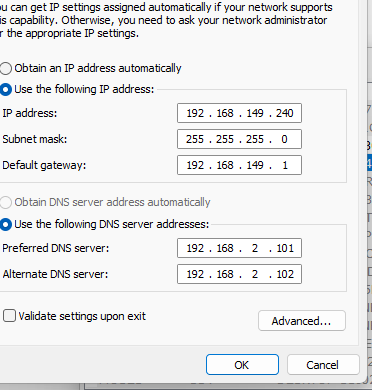 ou can get IP settings assigned automatically if your network supports
is capability. Otherwise, you need to ask your network administrator
r the appropriate IP settings.
Obtain an IP address automatically
Use the following IP address:
IP address: 192 . 168 . 149 . 240
Subnet mask: 255 . 255 . 255 . 0
Default gateway: 192 . 168 . 149 . 1
Obtain DNS server address automatically
Use the following DNS server addresses:
Preferred DNS server: 192 . 168 . 2 . 101
Alternate DNS server: 192 . 168 . 2 . 102
Validate settings upon exit
Advanced...
OK Cancel